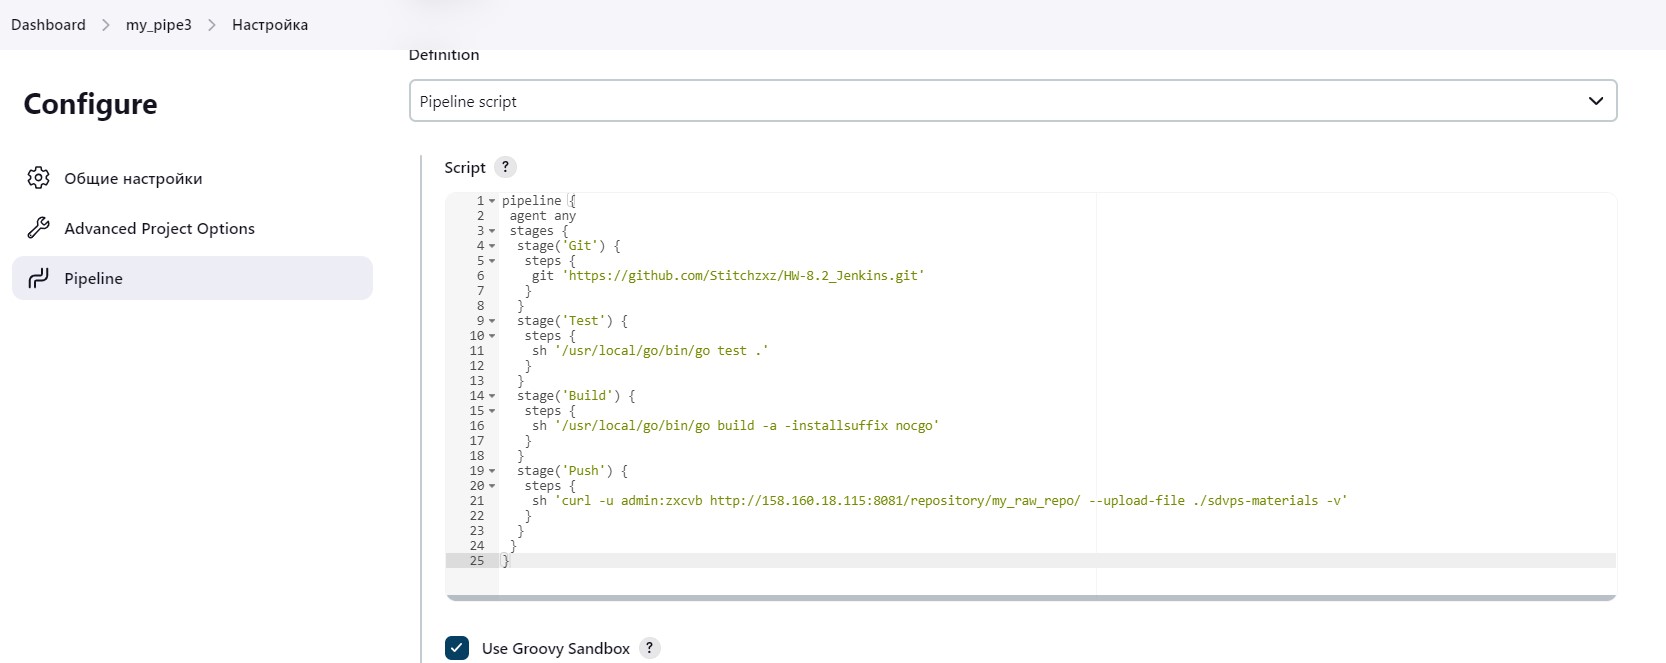 Dashboard > my_pipe3 > Настройка
Configure
Общие настройки
Advanced Project Options
Pipeline
Definition
Pipeline script
Script ?
1 pipeline {
2  agent any
3  stages {
4   stage('Git') {
5    steps {
6     git 'https://github.com/Stitchzxz/HW-8.2_Jenkins.git'
7    }
8   }
9   stage('Test') {
10    steps {
11     sh '/usr/local/go/bin/go test .'
12    }
13   }
14   stage('Build') {
15    steps {
16     sh '/usr/local/go/bin/go build -a -installsuffix nocgo'
17    }
18   }
19   stage('Push') {
20    steps {
21     sh 'curl -u admin:zxcvb http://158.160.18.115:8081/repository/my_raw_repo/ --upload-file ./sdvps-materials -v'
22    }
23   }
24  }
25 }
Use Groovy Sandbox ?